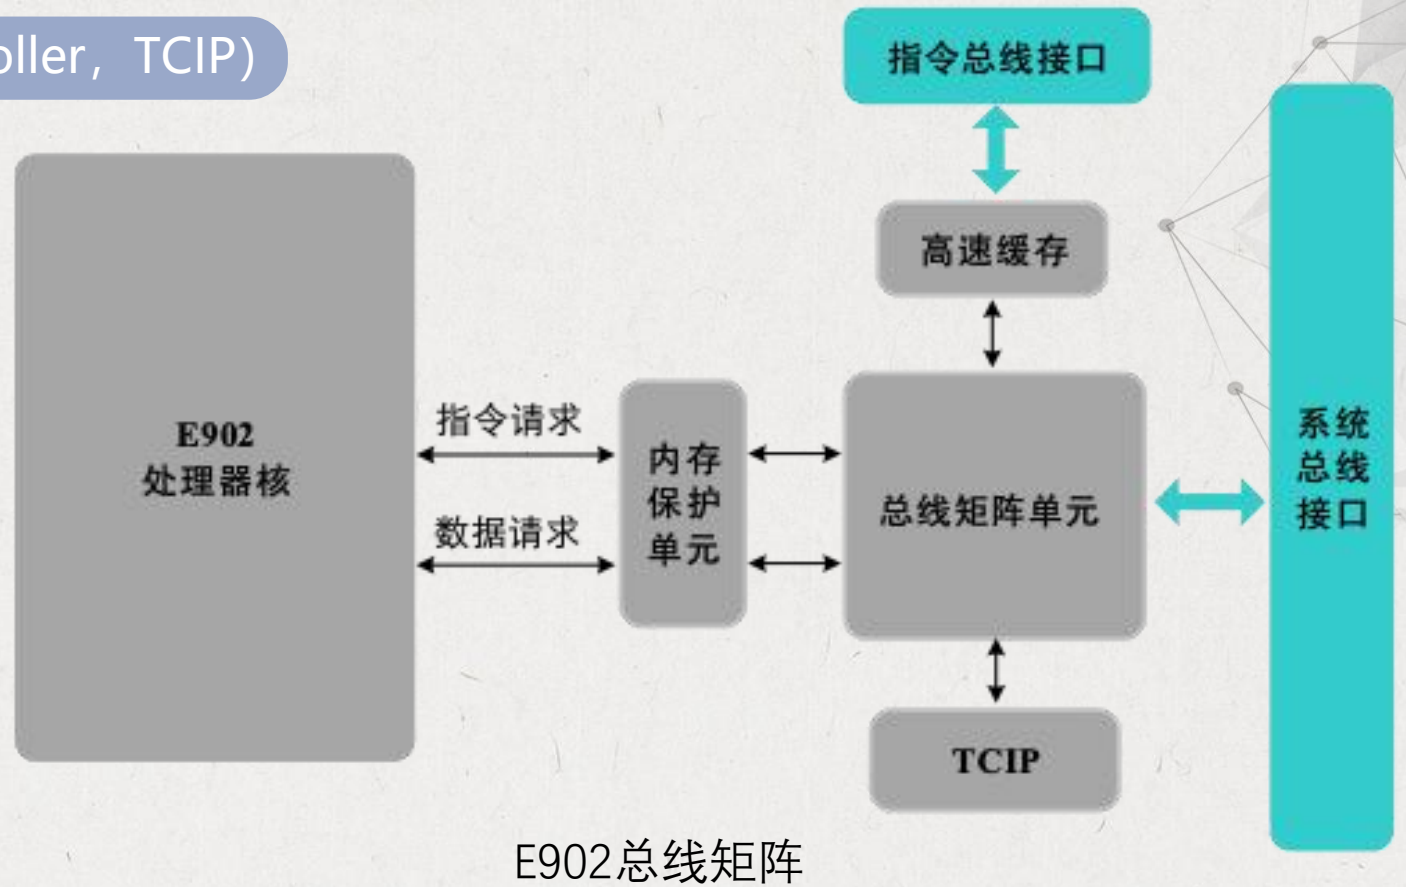 oller，TCIP）
指令总线接口
高速缓存
E902
处理器核
指令请求
数据请求
内存
保护
单元
总线矩阵单元
系统
总线
接口
TCIP
E902总线矩阵